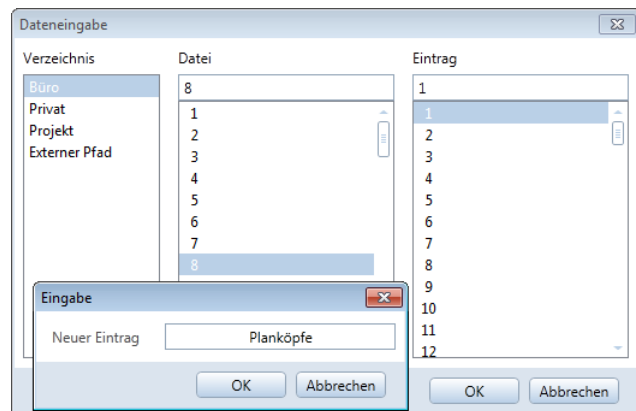 Dateneingabe
Verzeichnis
Büro
Privat
Projekt
Externer Pfad
Datei
8
1
2
3
4
5
6
7
8
Eintrag
1
1
2
3
4
5
6
7
8
9
10
11
12
Eingabe
Neuer Eintrag Planköpfe
OK Abbrechen
OK Abbrechen